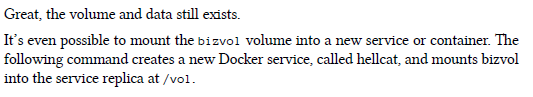 Great, the volume and data still exists.
It’s even possible to mount the bizvol volume into a new service or container. The
following command creates a new Docker service, called hellcat, and mounts bizvol
into the service replica at /vol.